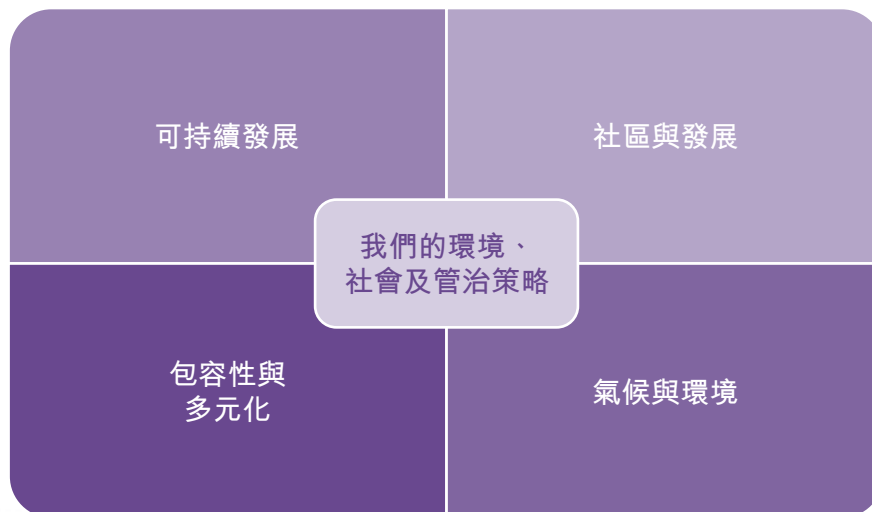 可持續發展
社區與發展
我們的環境、
社會及管治策略
包容性與
多元化
氣候與環境